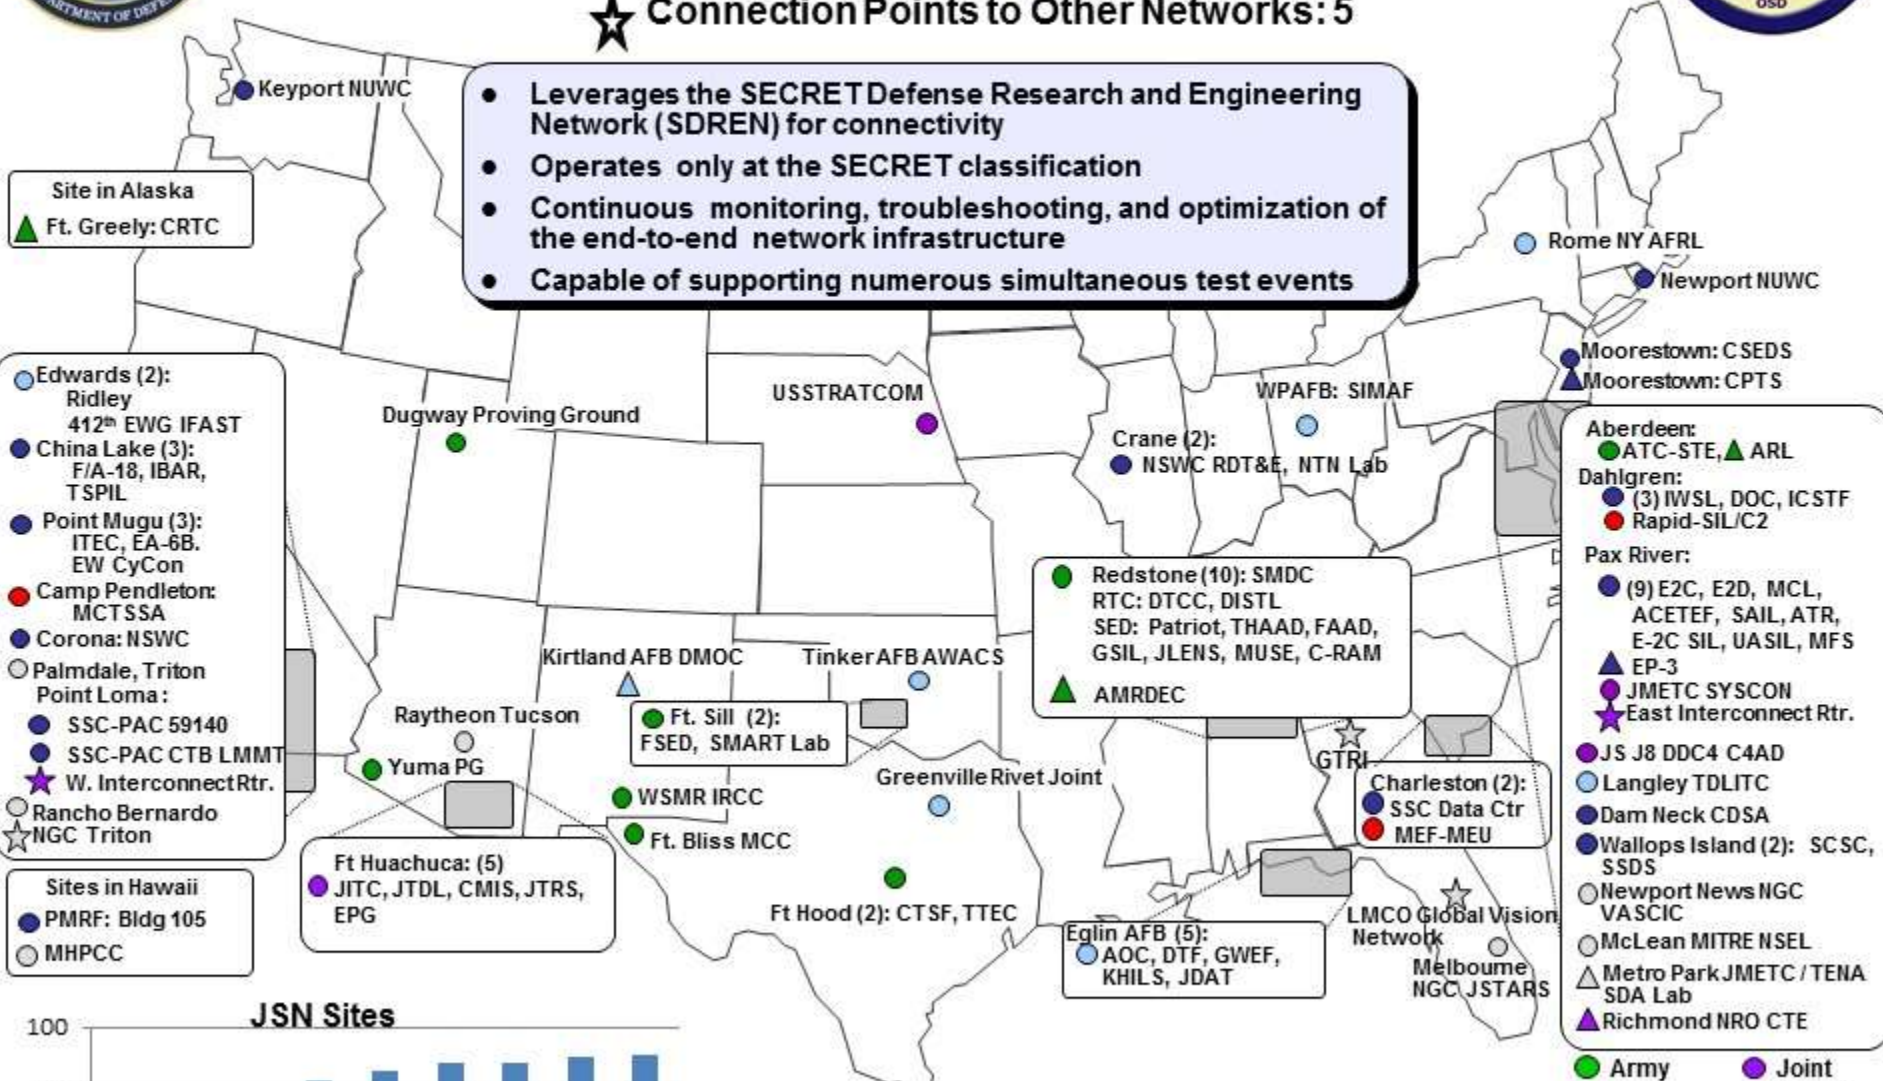 ARTMENT OF DEFEN
OSD
Connection Points to Other Networks: 5
● Leverages the SECRET Defense Research and Engineering
Network (SDREN) for connectivity
● Operates only at the SECRET classification
● Continuous monitoring, troubleshooting, and optimization of
the end-to-end network infrastructure
● Capable of supporting numerous simultaneous test events
Keyport NUWC
Site in Alaska
Ft. Greely: CRTC
Rome NY AFRL
Newport NUWC
Moorestown: CSEDS
Moorestown: CPTS
Edwards (2):
Ridley
412th EWG IFAST
China Lake (3):
F/A-18, IBAR,
TSPIL
Point Mugu (3):
ITEC, EA-6B.
EW CyCon
Camp Pendleton:
MCTSSA
Corona: NSWC
Palmdale, Triton
Point Loma :
SSC-PAC 59140
SSC-PAC CTB LMMT
W. Interconnect Rtr.
Rancho Bernardo
NGC Triton
Sites in Hawaii
PMRF: Bldg 105
MHPCC
Dugway Proving Ground
USSTRATCOM
WPAFB: SIMAF
Crane (2):
NSWC RDT&E, NTN Lab
Redstone (10): SMDC
RTC: DTCC, DISTL
SED: Patriot, THAAD, FAAD,
GSIL, JLENS, MUSE, C-RAM
AMRDEC
Kirtland AFB DMOC
Tinker AFB AWACS
Raytheon Tucson
Ft. Sill (2):
FSED, SMART Lab
Yuma PG
WSMR IRCC
Ft. Bliss MCC
Greenville Rivet Joint
Ft Huachuca: (5)
JITC, JTDL, CMIS, JTRS,
EPG
Ft Hood (2): CTSF, TTEC
GTRI
Charleston (2):
SSC Data Ctr
MEF-MEU
Eglin AFB (5):
AOC, DTF, GWEF,
KHILS, JDAT
LMCO Global Vision
Network
Melbourne
NGC JSTARS
Aberdeen:
ATC-STE, ARL
Dahlgren:
(3) IWSL, DOC, ICSTF
Rapid-SIL/C2
Pax River:
(9) E2C, E2D, MCL,
ACETEF, SAIL, ATR,
E-2C SIL, UASIL, MFS
EP-3
JMETC SYSCON
East Interconnect Rtr.
JS J8 DDC4 C4AD
Langley TDLITC
Dam Neck CDSA
Wallops Island (2): SCSC,
SSDS
Newport News NGC
VASCIC
McLean MITRE NSEL
Metro Park JMETC / TENA
SDA Lab
Richmond NRO CTE
Army Joint
JSN Sites
100